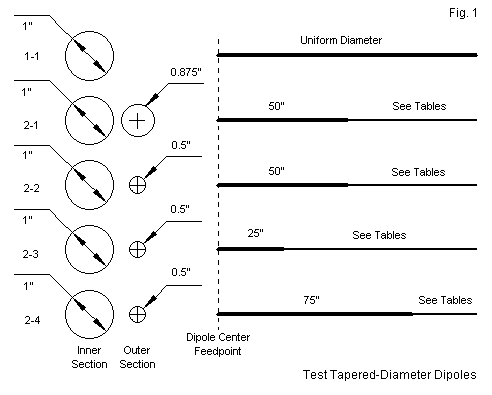 Fig. 1
1"
1-1
Uniform Diameter
1"
2-1
0.875"
50"
See Tables
1"
2-2
0.5"
50"
See Tables
1"
2-3
0.5"
25"
See Tables
1"
2-4
0.5"
75"
See Tables
Inner
Section
Outer
Section
Dipole Center
Feedpoint
Test Tapered-Diameter Dipoles